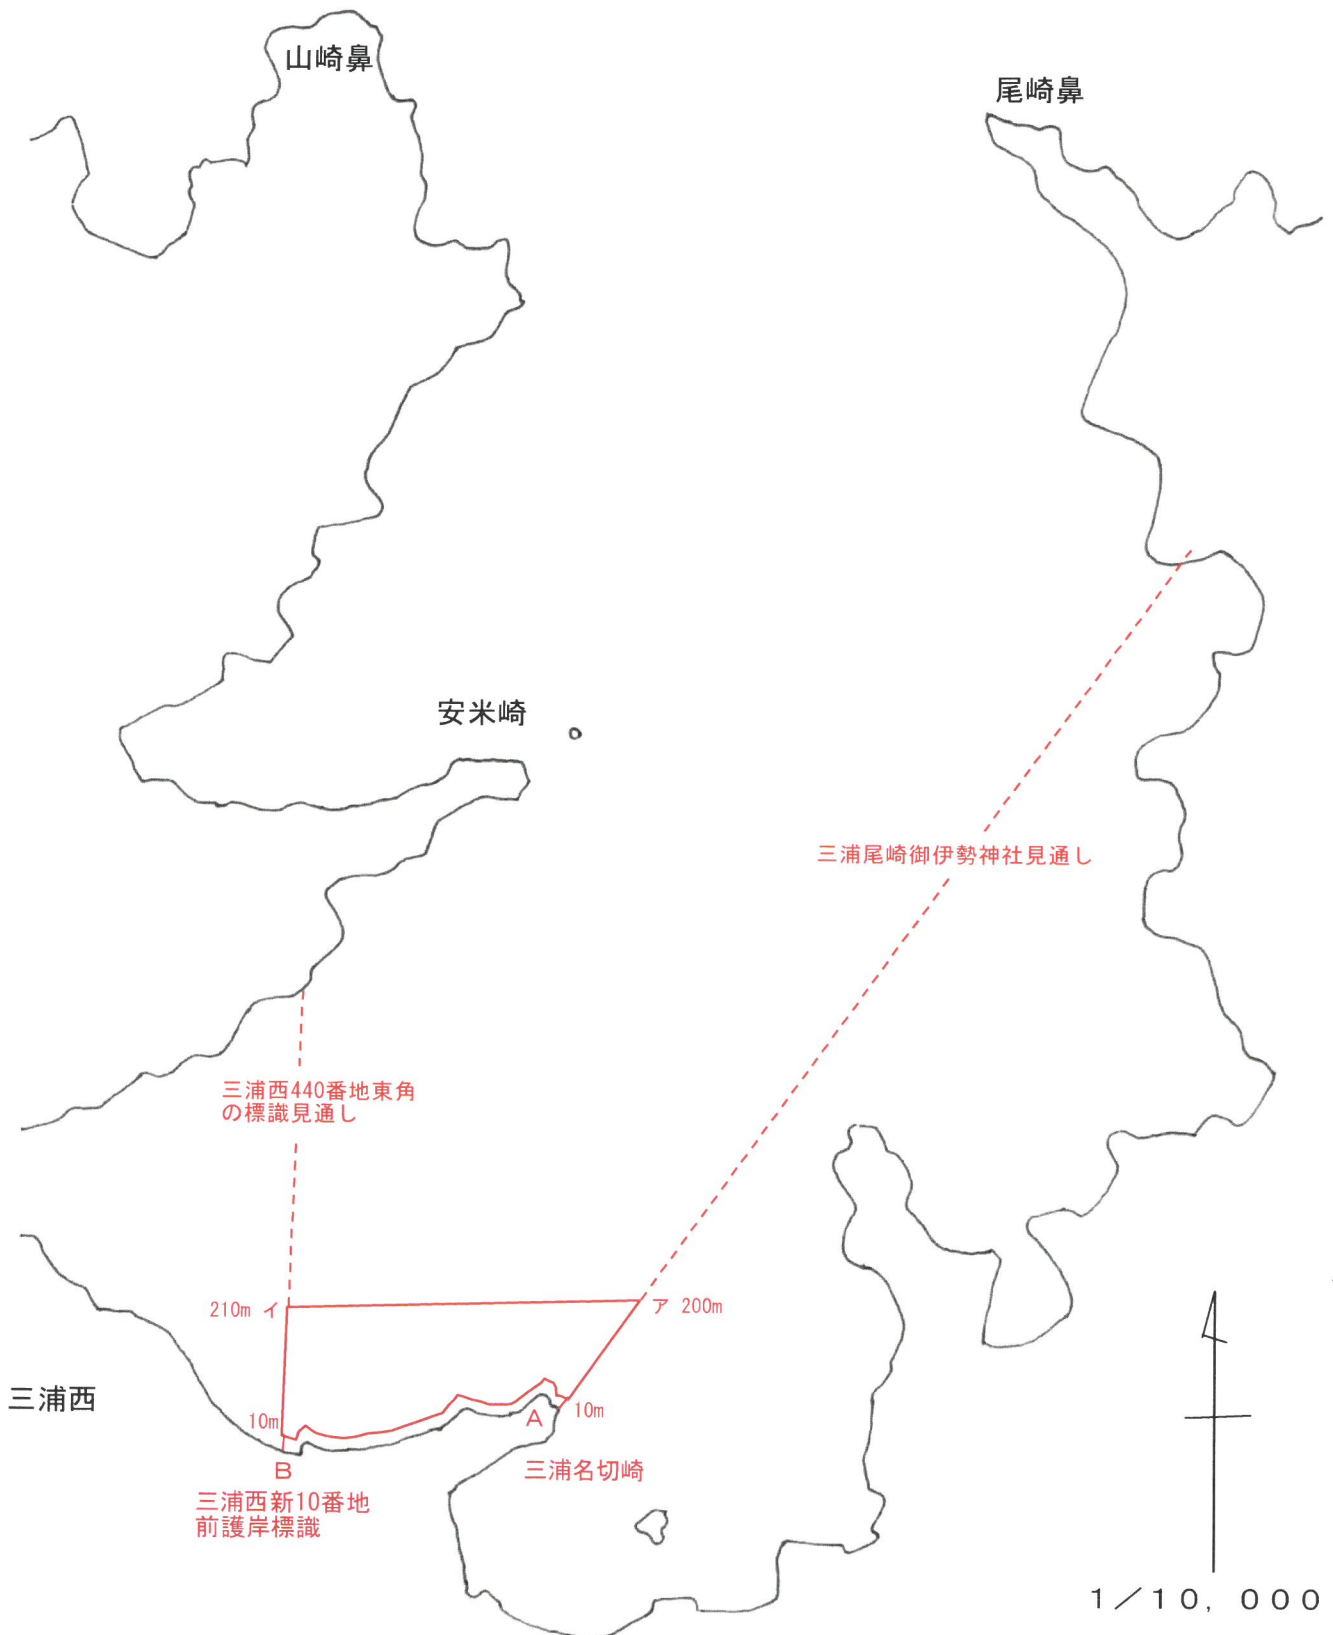 山崎鼻
尾崎鼻
安米崎
三浦尾崎御伊勢神社見通し
三浦西440番地東角
の標識見通し
210m イ
ア 200m
三浦西
10m
A
10m
B
三浦名切崎
三浦西新10番地
前護岸標識
1/10,000